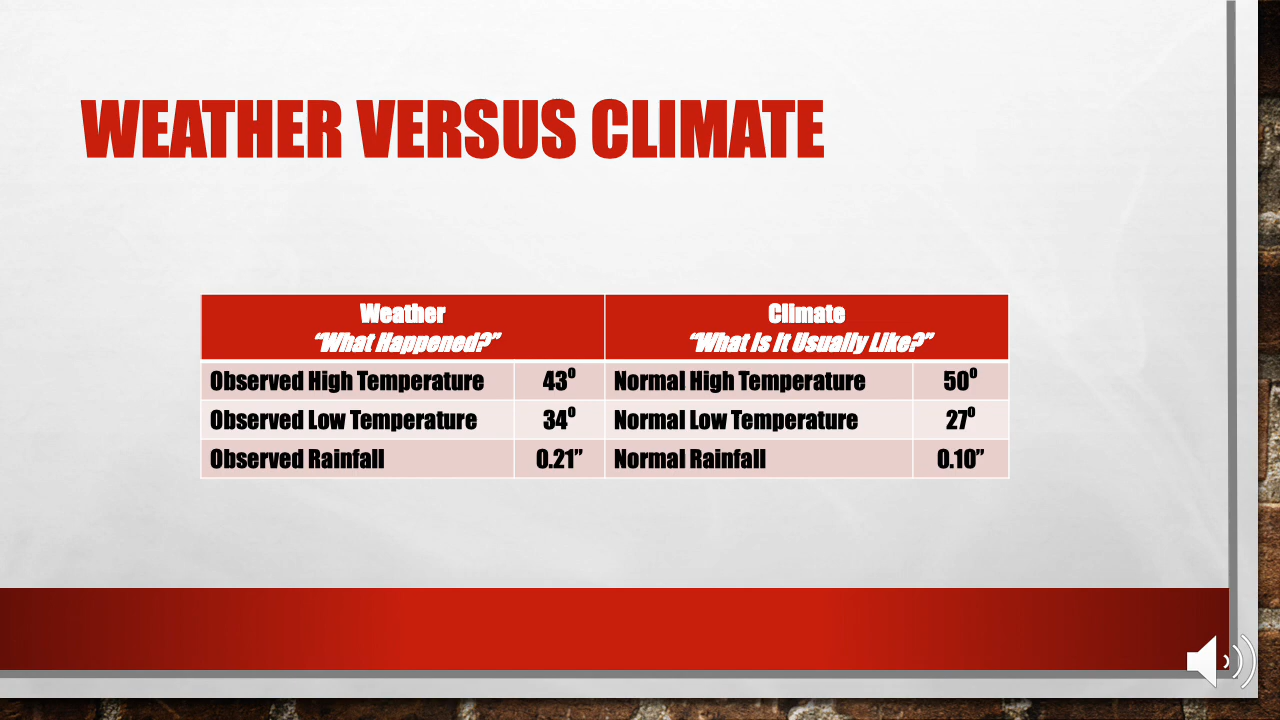 WEATHER VERSUS CLIMATE
Weather
“What Happened?”
Climate
“What Is It Usually Like?”
Observed High Temperature 43⁰ Normal High Temperature 50⁰
Observed Low Temperature 34⁰ Normal Low Temperature 27⁰
Observed Rainfall 0.21” Normal Rainfall 0.10”